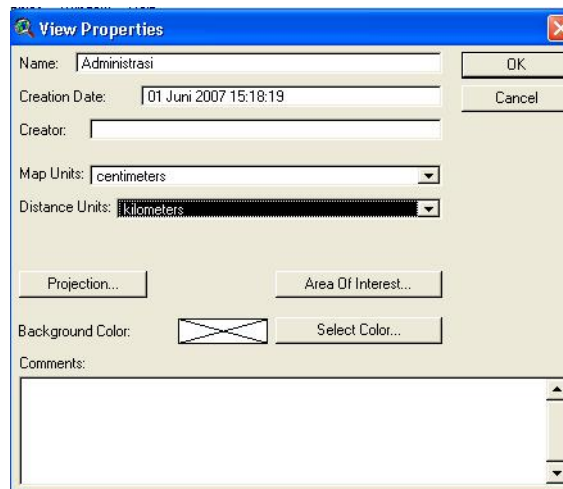 View Properties
Name: Administrasi
OK
Creation Date: 01 Juni 2007 15:18:19
Cancel
Creator:
Map Units: centimeters
Distance Units: kilometers
Projection...
Area Of Interest...
Background Color:
Select Color...
Comments: